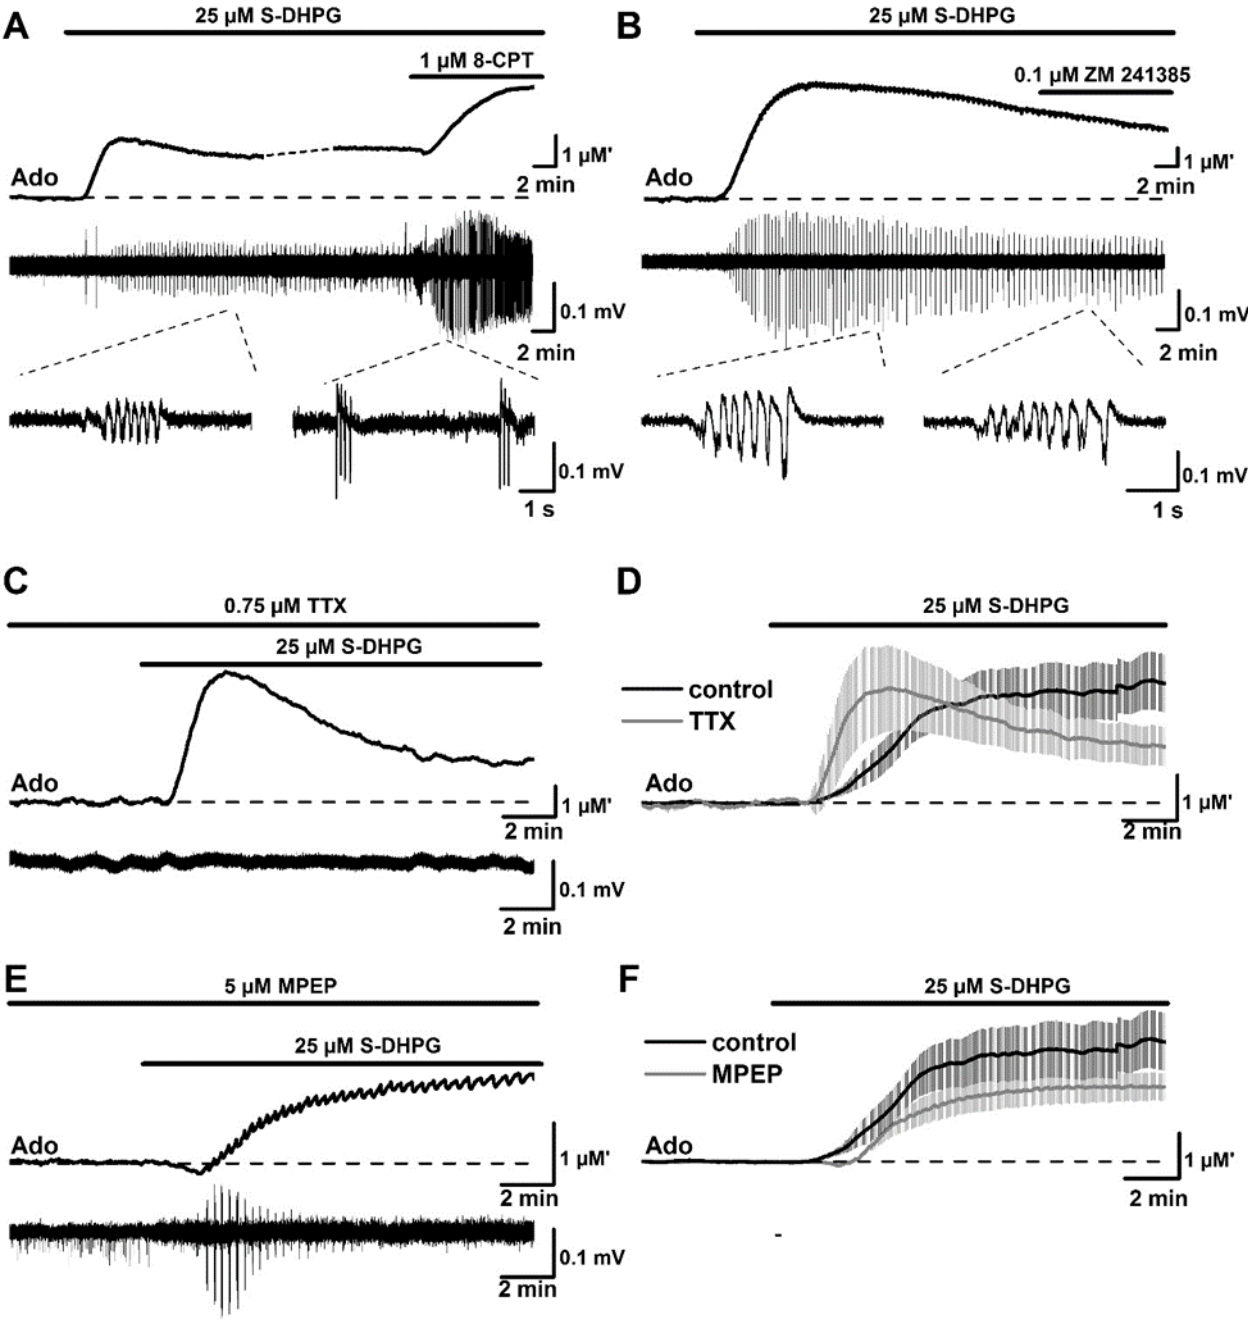 A
25 µM S-DHPG
1 µM 8-CPT
Ado
1 µM'
2 min
0.1 mV
2 min
0.1 mV
1 s
B
25 µM S-DHPG
0.1 µM ZM 241385
Ado
1 µM'
2 min
0.1 mV
2 min
0.1 mV
1 s
C
0.75 µM TTX
25 µM S-DHPG
Ado
1 µM'
2 min
0.1 mV
2 min
D
25 µM S-DHPG
control
TTX
Ado
1 µM'
2 min
E
5 µM MPEP
25 µM S-DHPG
Ado
1 µM'
2 min
0.1 mV
2 min
F
25 µM S-DHPG
control
MPEP
Ado
1 µM'
2 min